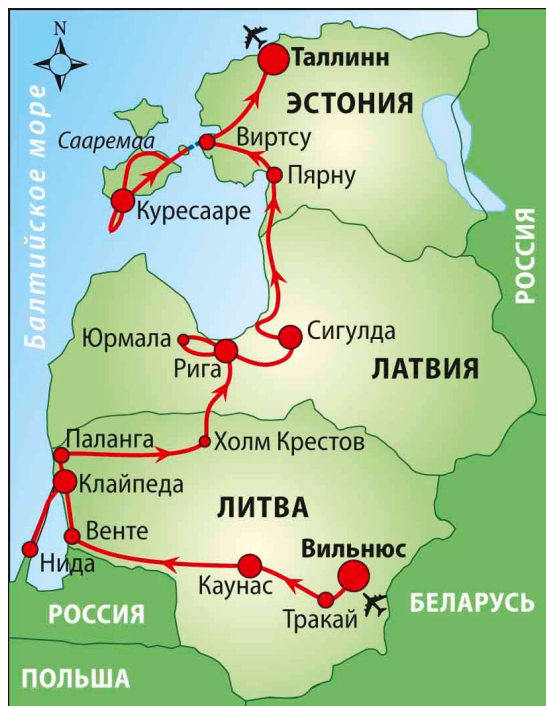 N
Таллинн
ЭСТОНИЯ
Балтийское море
Сааремаа
Виртсу
Пярну
Куресааре
РОССИЯ
Юрмала
Сигулда
Рига
ЛАТВИЯ
Паланга
Холм Крестов
Клайпеда
ЛИТВА
Венте
Вильнюс
Нида
Каунас
Тракай
БЕЛАРУСЬ
РОССИЯ
ПОЛЬША